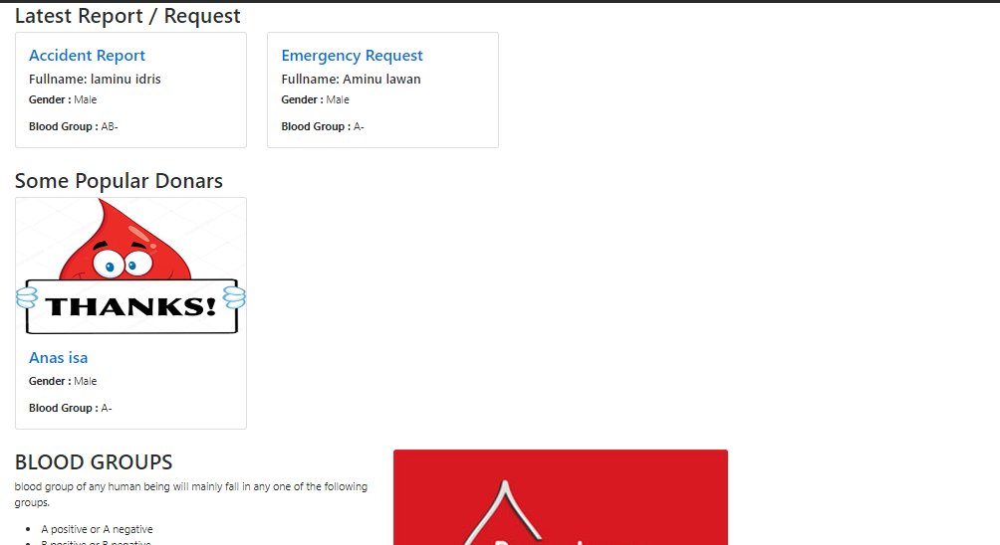 Latest Report / Request
Accident Report
Fullname: laminu idris
Gender : Male
Blood Group : AB-
Emergency Request
Fullname: Aminu lawan
Gender : Male
Blood Group : A-
Some Popular Donars
THANKS!
Anas isa
Gender : Male
Blood Group : A-
BLOOD GROUPS
blood group of any human being will mainly fall in any one of the following
groups.
A positive or A negative
B positive or B negative